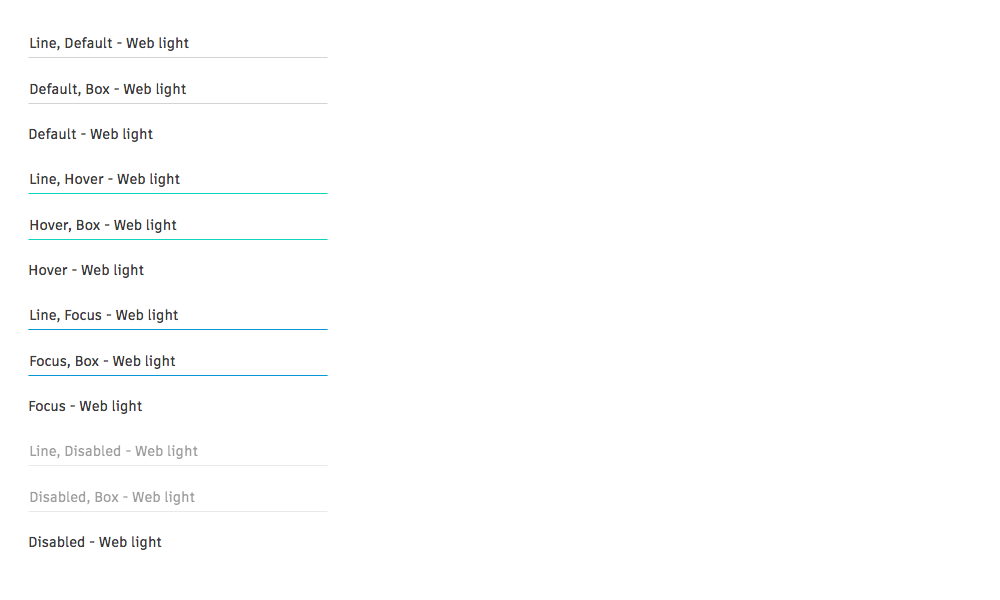 Line, Default - Web light
Default, Box - Web light
Default - Web light
Line, Hover - Web light
Hover, Box - Web light
Hover - Web light
Line, Focus - Web light
Focus, Box - Web light
Focus - Web light
Line, Disabled - Web light
Disabled, Box - Web light
Disabled - Web light